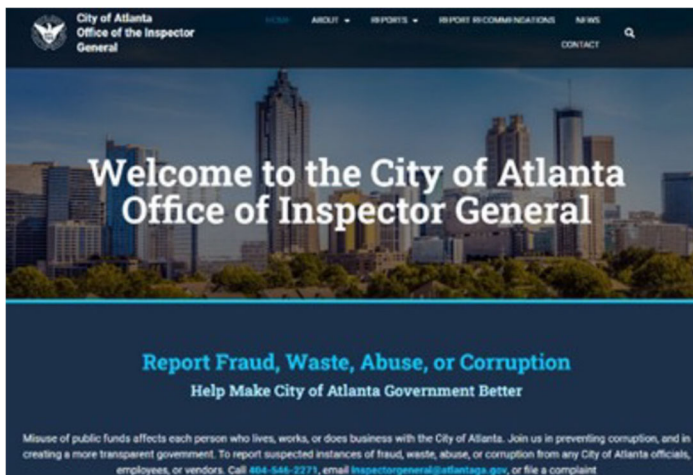 City of Atlanta
Office of the Inspector
General
HOME ABOUT REPORTS REPORT RECOMMENDATIONS NEWS
CONTACT
Welcome to the City of Atlanta
Office of Inspector General
Report Fraud, Waste, Abuse, or Corruption
Help Make City of Atlanta Government Better
Misuse of public funds affects each person who lives, works, or does business with the City of Atlanta. Join us in preventing corruption, and in
creating a more transparent government. To report suspected instances of fraud, waste, abuse, or corruption from any City of Atlanta officials,
employees, or vendors. Call 404-546-2271, email inspectorgeneral@atlantaga.gov, or file a complaint